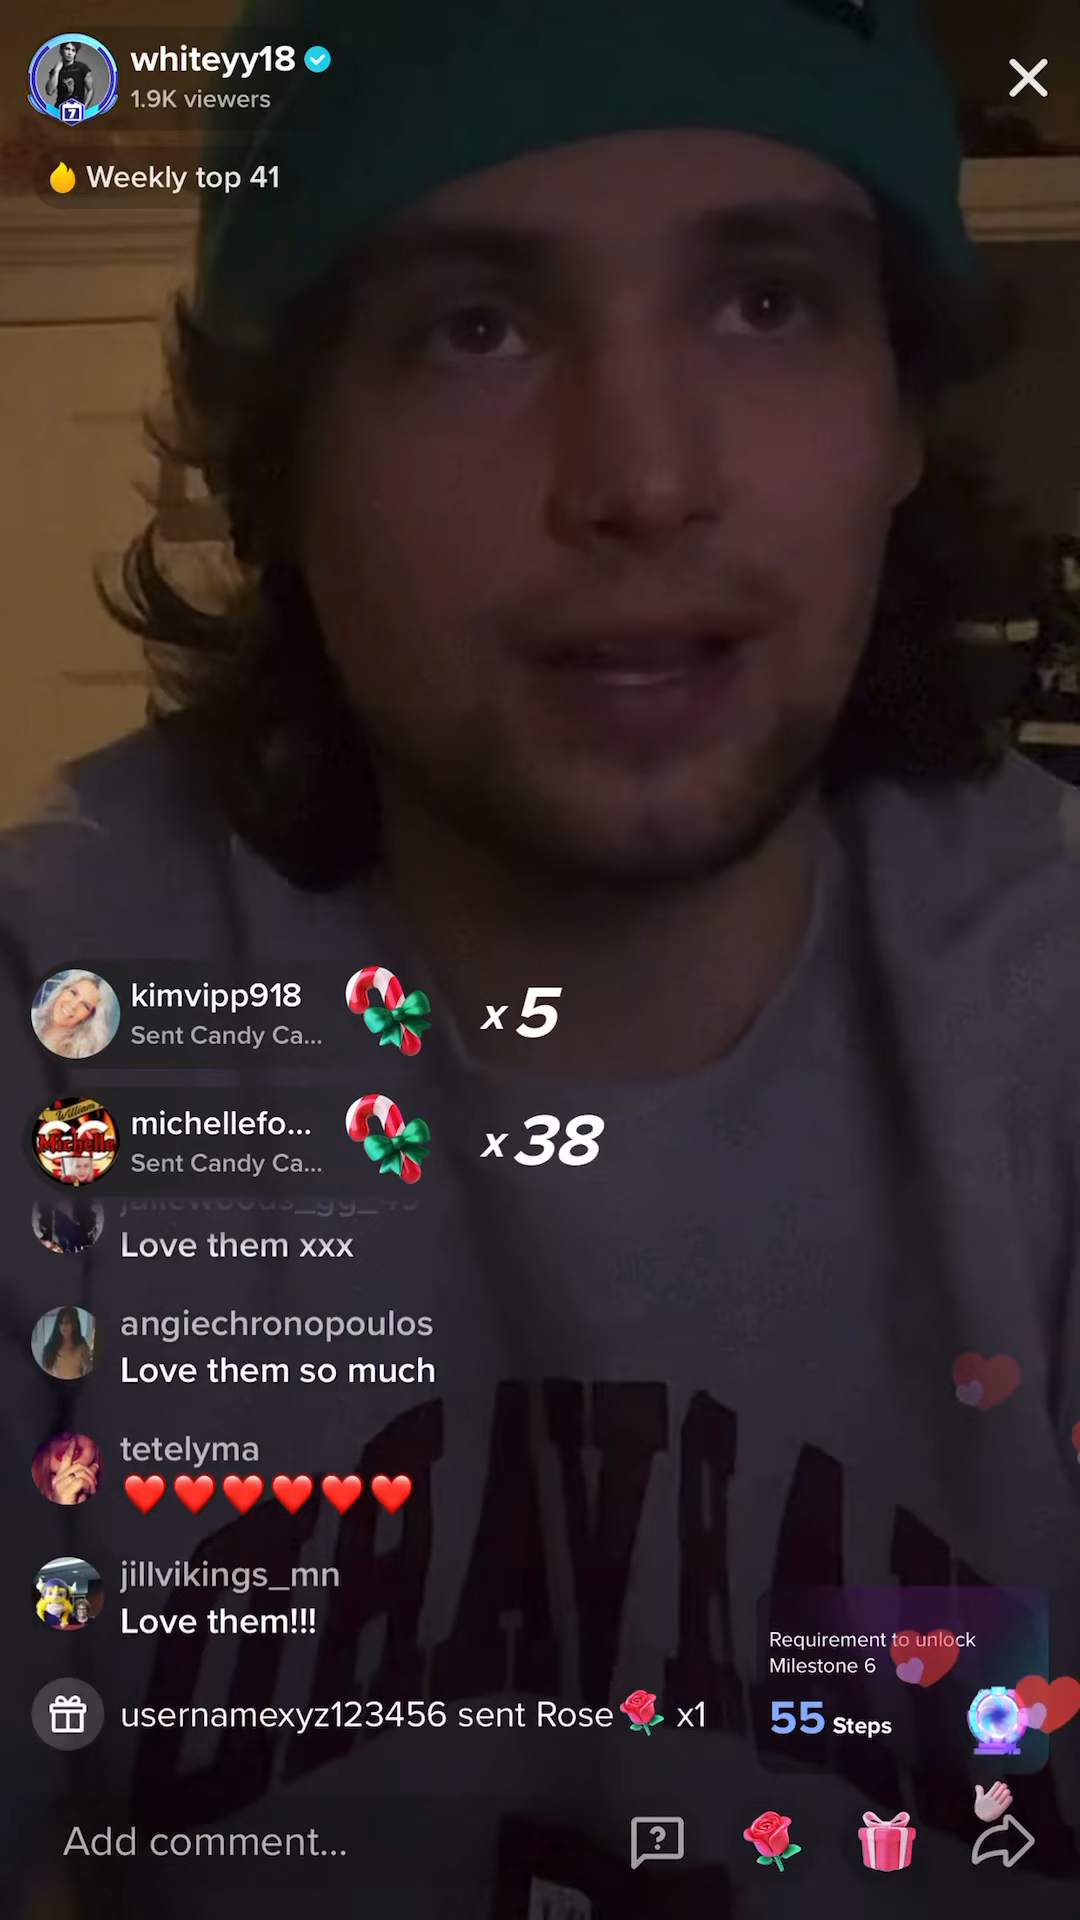 whiteyy18
1.9K viewers
Weekly top 41
kimvipp918
Sent Candy Ca...
x5
michellefo...
Sent Candy Ca...
x38
Love them xxx
angiechronopoulos
Love them so much
tetelyma
❤️❤️❤️❤️❤️❤️
jillvikings_mn
Love them!!!
Requirement to unlock
Milestone 6
55 Steps
usernamexyz123456 sent Rose🌹 x1
Add comment...